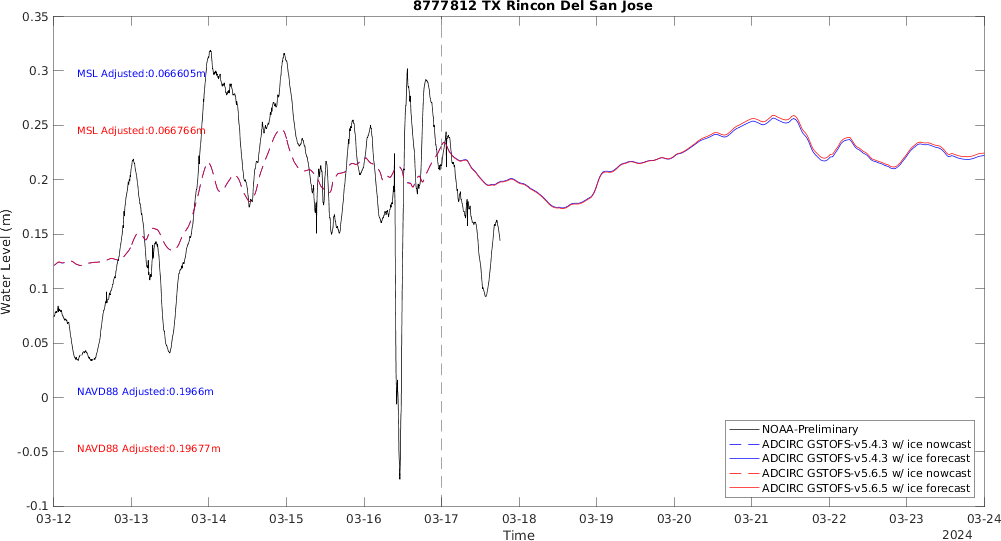 8777812 TX Rincon Del San Jose
0.35
0.3
0.25
0.2
0.15
0.1
0.05
0
-0.05
-0.1
Water Level (m)
MSL Adjusted:0.066605m
MSL Adjusted:0.066766m
NAVD88 Adjusted:0.1966m
NAVD88 Adjusted:0.19677m
NOAA-Preliminary
ADCIRC GSTOFS-v5.4.3 w/ ice nowcast
ADCIRC GSTOFS-v5.4.3 w/ ice forecast
ADCIRC GSTOFS-v5.6.5 w/ ice nowcast
ADCIRC GSTOFS-v5.6.5 w/ ice forecast
03-12 03-13 03-14 03-15 03-16 03-17 03-18 03-19 03-20 03-21 03-22 03-23 03-24
Time
2024